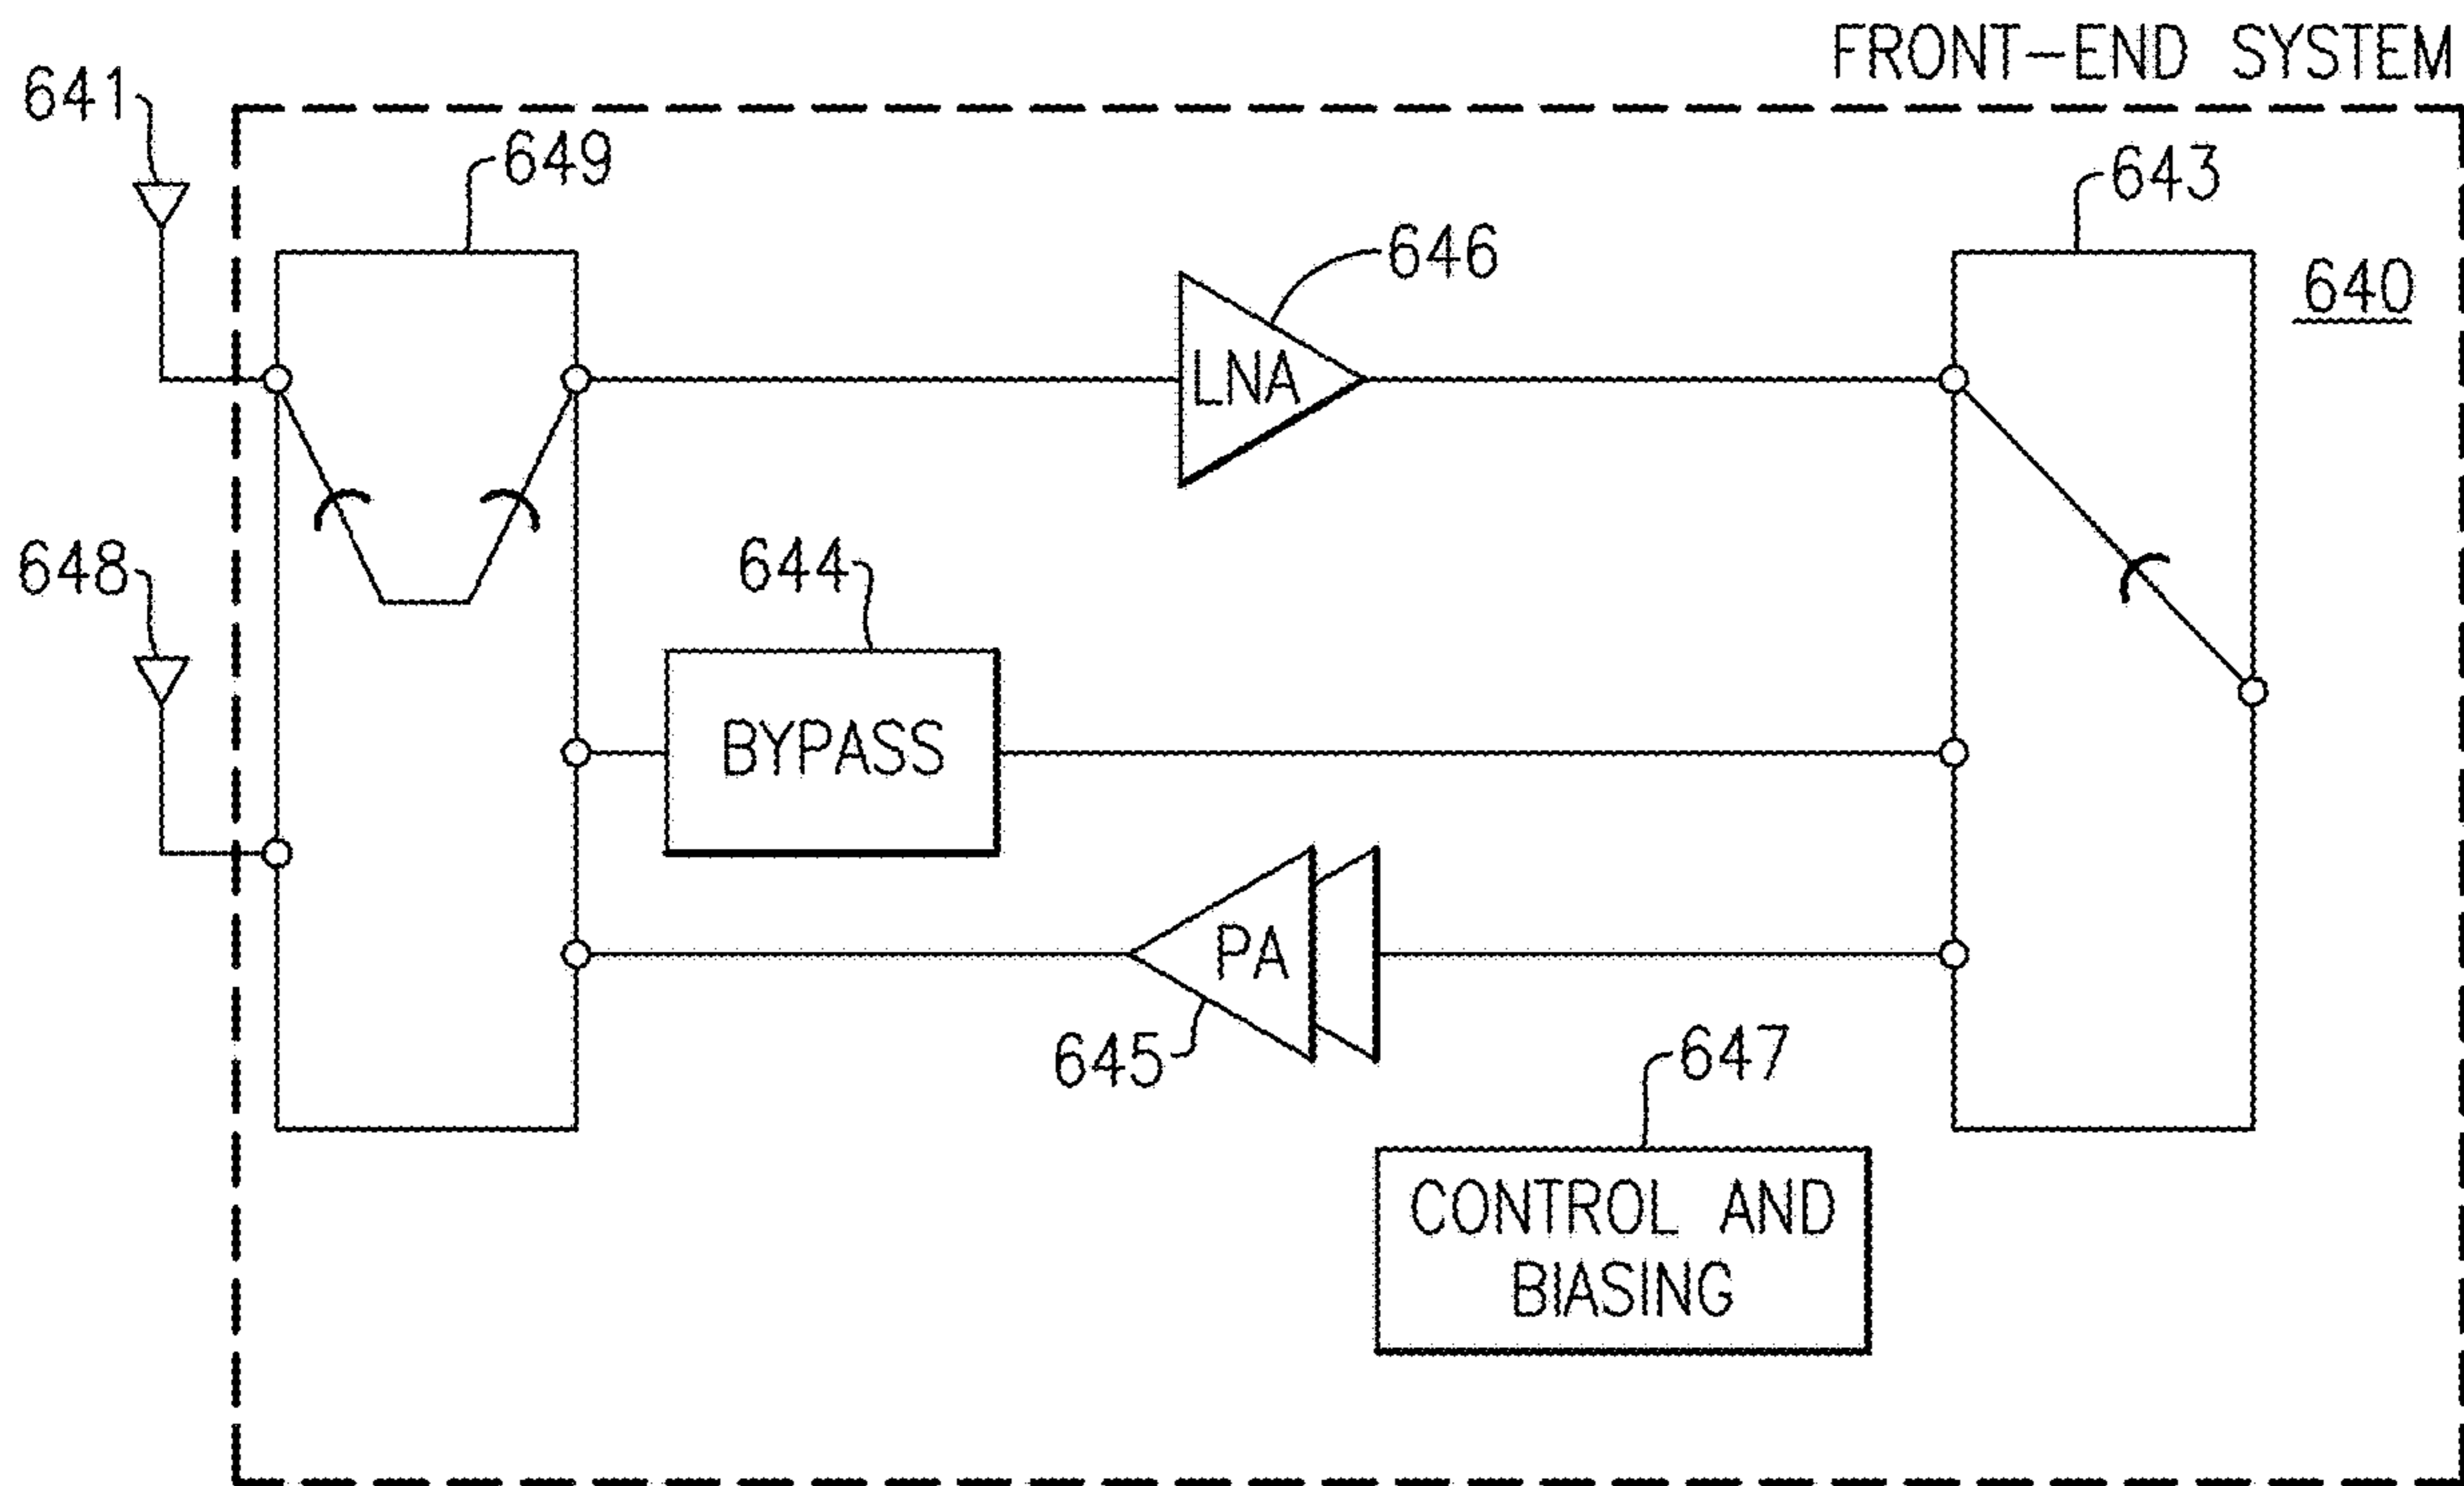 FRONT-END SYSTEM
641
649
643
646
640
LNA
648
644
BYPASS
PA
645
647
CONTROL AND
BIASING